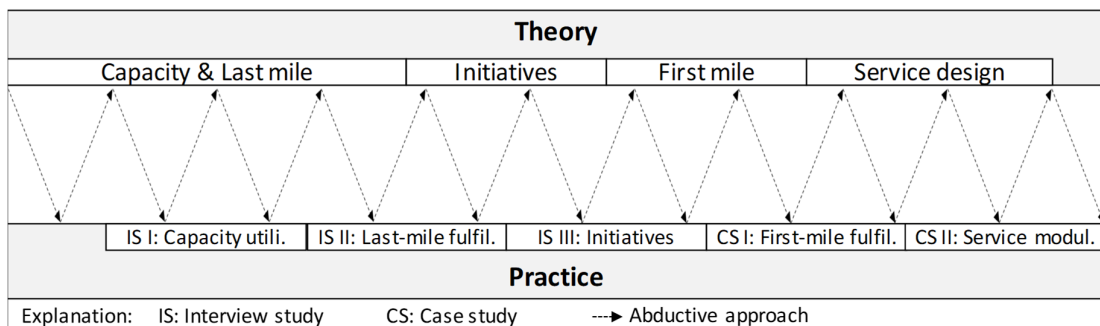 Theory
Capacity & Last mile Initiatives First mile Service design
IS I: Capacity utili. IS II: Last-mile fulfil. IS III: Initiatives CS I: First-mile fulfil. CS II: Service modul.
Practice
Explanation: IS: Interview study CS: Case study Abductive approach